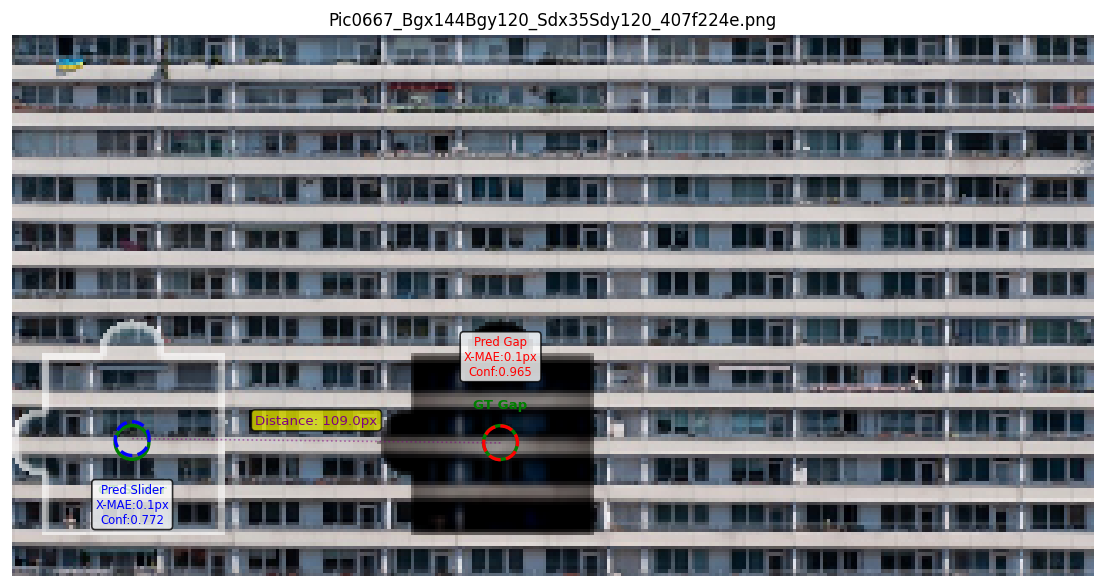 Pic0667_Bgx144Bgy120_Sdx35Sdy120_407f224e.png
Pred Gap
X-MAE:0.1px
Conf:0.965
GT Gap
Distance: 109.0px
Pred Slider
X-MAE:0.1px
Conf:0.772